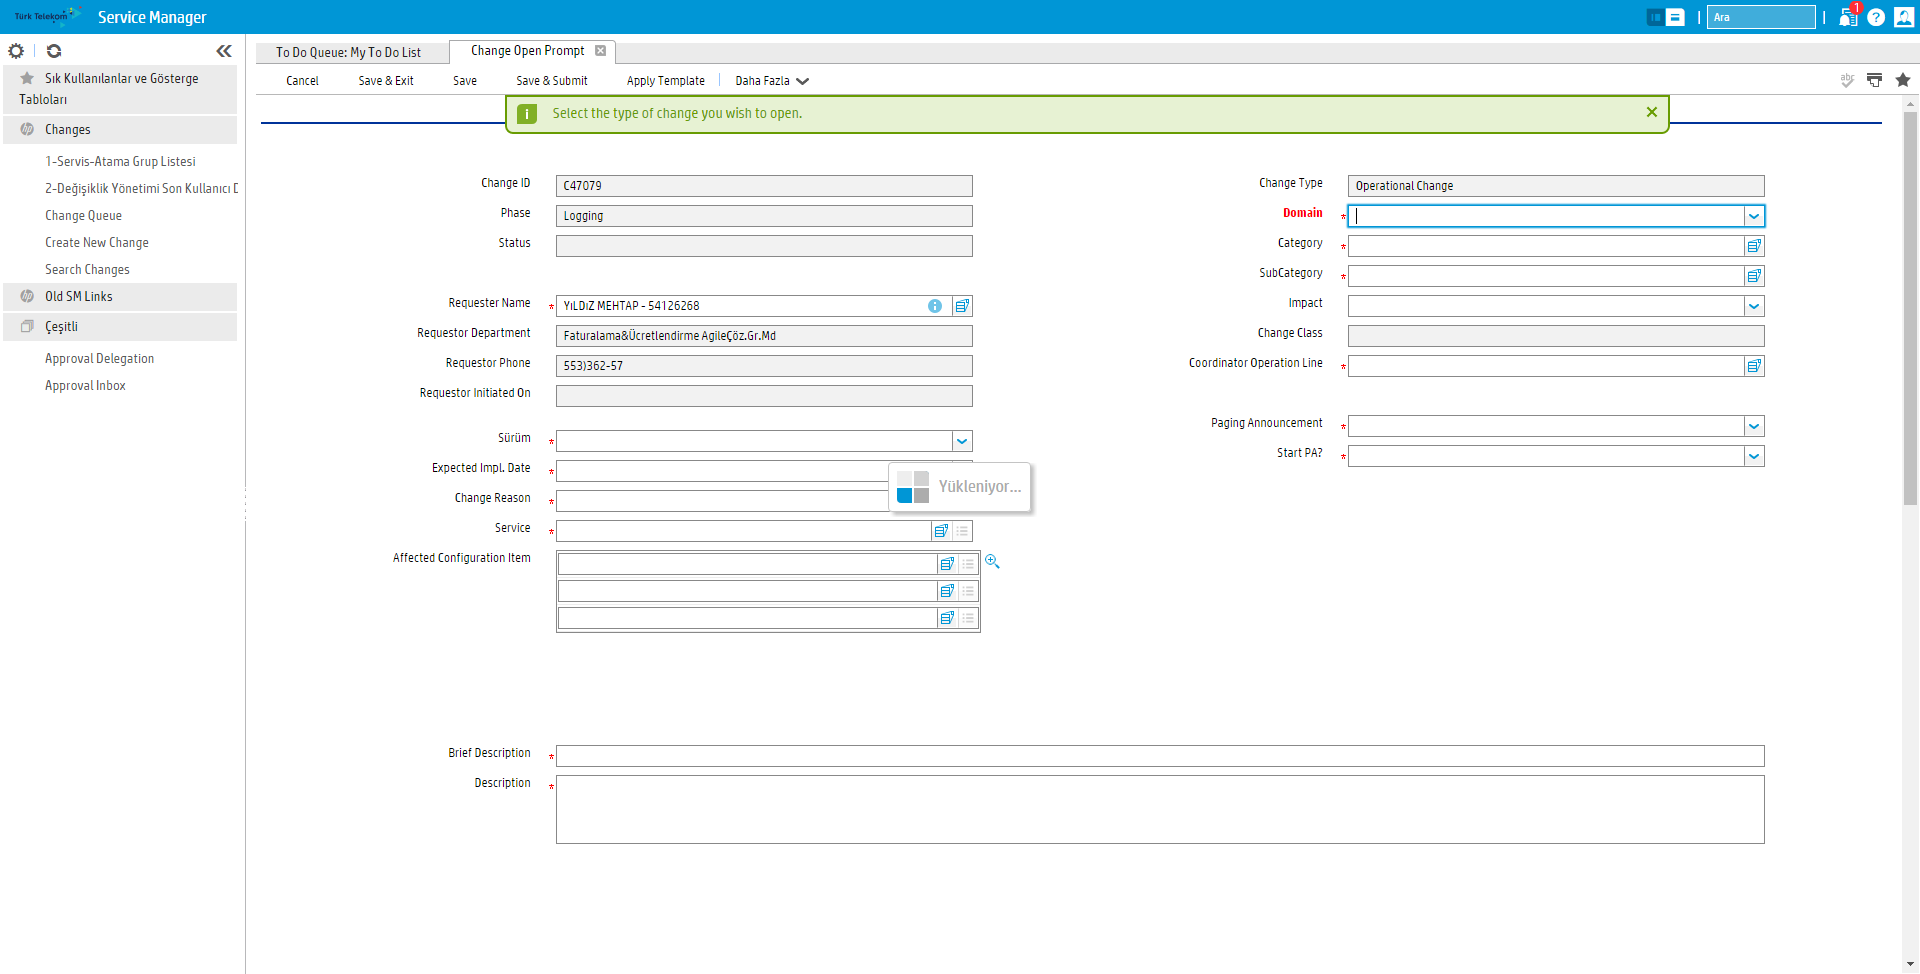 Türk Telekom Service Manager
Ara
1
?
To Do Queue: My To Do List
Change Open Prompt
Cancel
Save & Exit
Save
Save & Submit
Apply Template
Daha Fazla
abc
i Select the type of change you wish to open.
Sık Kullanılanlar ve Gösterge
Tabloları
Changes
1-Servis-Atama Grup Listesi
2-Değişiklik Yönetimi Son Kullanıcı D
Change Queue
Create New Change
Search Changes
Old SM Links
Çeşitli
Approval Delegation
Approval Inbox
Change ID C47079
Phase Logging
Status
Requester Name * YıLDıZ MEHTAP - 54126268
Requestor Department Faturalama&Ücretlendirme AgileÇöz.Gr.Md
Requestor Phone 553)362-57
Requestor Initiated On
Sürüm *
Expected Impl. Date *
Change Reason *
Service *
Affected Configuration Item
Change Type Operational Change
Domain *
Category *
SubCategory *
Impact
Change Class
Coordinator Operation Line *
Paging Announcement *
Start PA? *
Yükleniyor...
Brief Description *
Description *